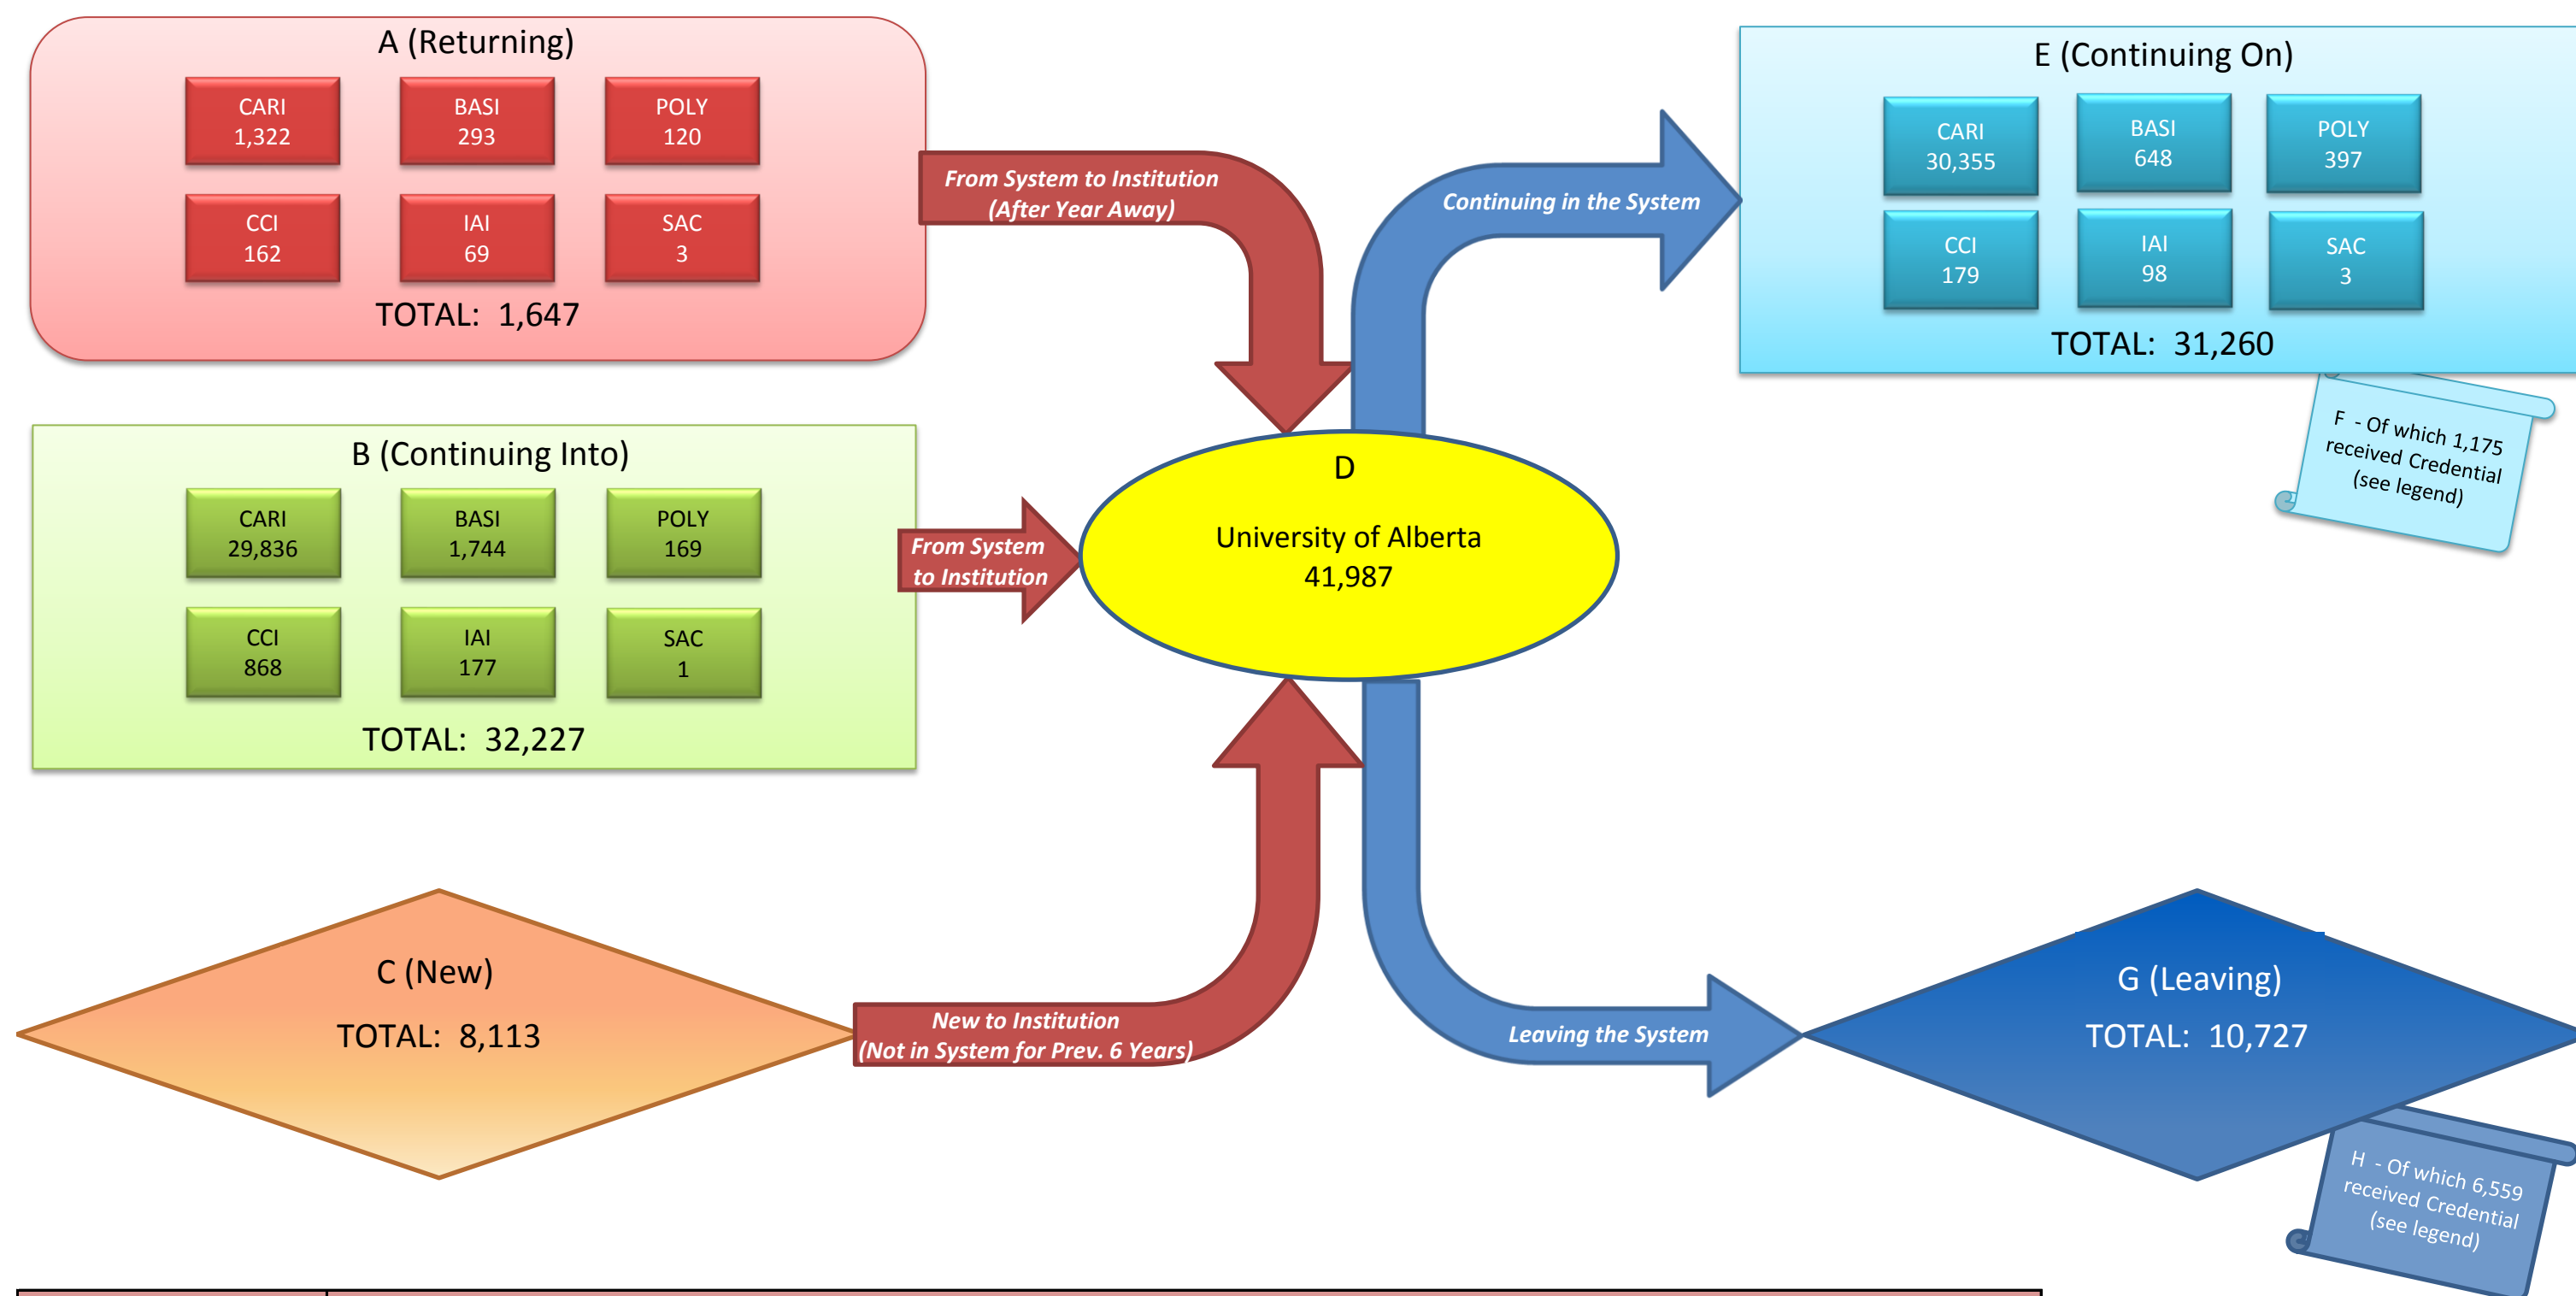 A (Returning)
CARI
1,322
BASI
293
POLY
120
CCI
162
IAI
69
SAC
3
TOTAL: 1,647
From System to Institution
(After Year Away)
Continuing in the System
E (Continuing On)
CARI
30,355
BASI
648
POLY
397
CCI
179
IAI
98
SAC
3
TOTAL: 31,260
F - Of which 1,175
received Credential
(see legend)
B (Continuing Into)
CARI
29,836
BASI
1,744
POLY
169
CCI
868
IAI
177
SAC
1
TOTAL: 32,227
From System
to Institution
D
University of Alberta
41,987
C (New)
TOTAL: 8,113
New to Institution
(Not in System for Prev. 6 Years)
Leaving the System
G (Leaving)
TOTAL: 10,727
H - Of which 6,559
received Credential
(see legend)